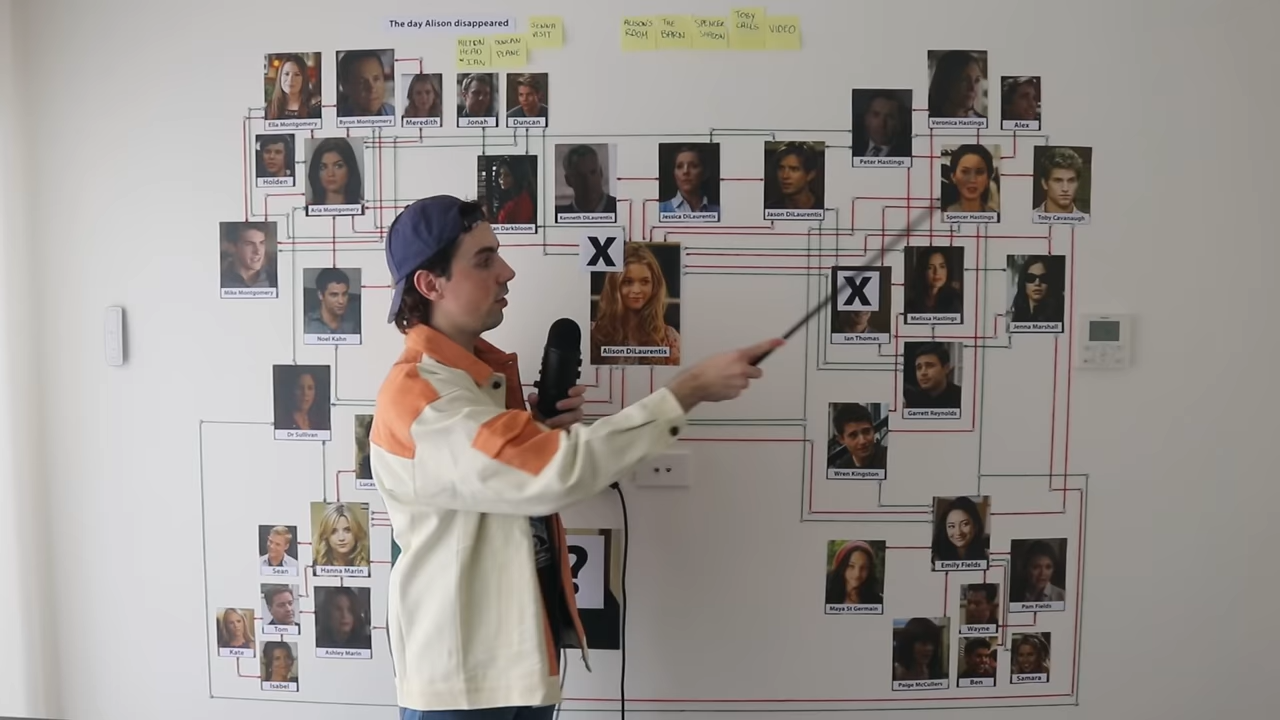 The day Alison disappeared
JENNA
VISIT
HILTON
HEAD
IAN
DUNCAN
PLANE
ALISON'S
ROOM
THE
BARN
SPENCER
TOBY
CALLS
VIDEO
Ella Montgomery
Byron Montgomery
Meredith
Jonah
Duncan
Veronica Hastings
Alex
Holden
Aria Montgomery
an Darkbloom
Kenneth DiLaurentis
Jessica DiLaurentis
Jason DiLaurentis
Peter Hastings
Spencer Hastings
Toby Cavanaugh
Mike Montgomery
Noel Kahn
X
Alison DiLaurentis
X
Ian Thomas
Melissa Hastings
Jenna Marshall
Garrett Reynolds
Dr Sullivan
Lucas
Wren Kingston
Sean
Hanna Marin
?
Emily Fields
Maya St Germain
Pam Fields
Tom
Kate
Ashley Marin
Isabel
Wayne
Paige McCullers
Ben
Samara